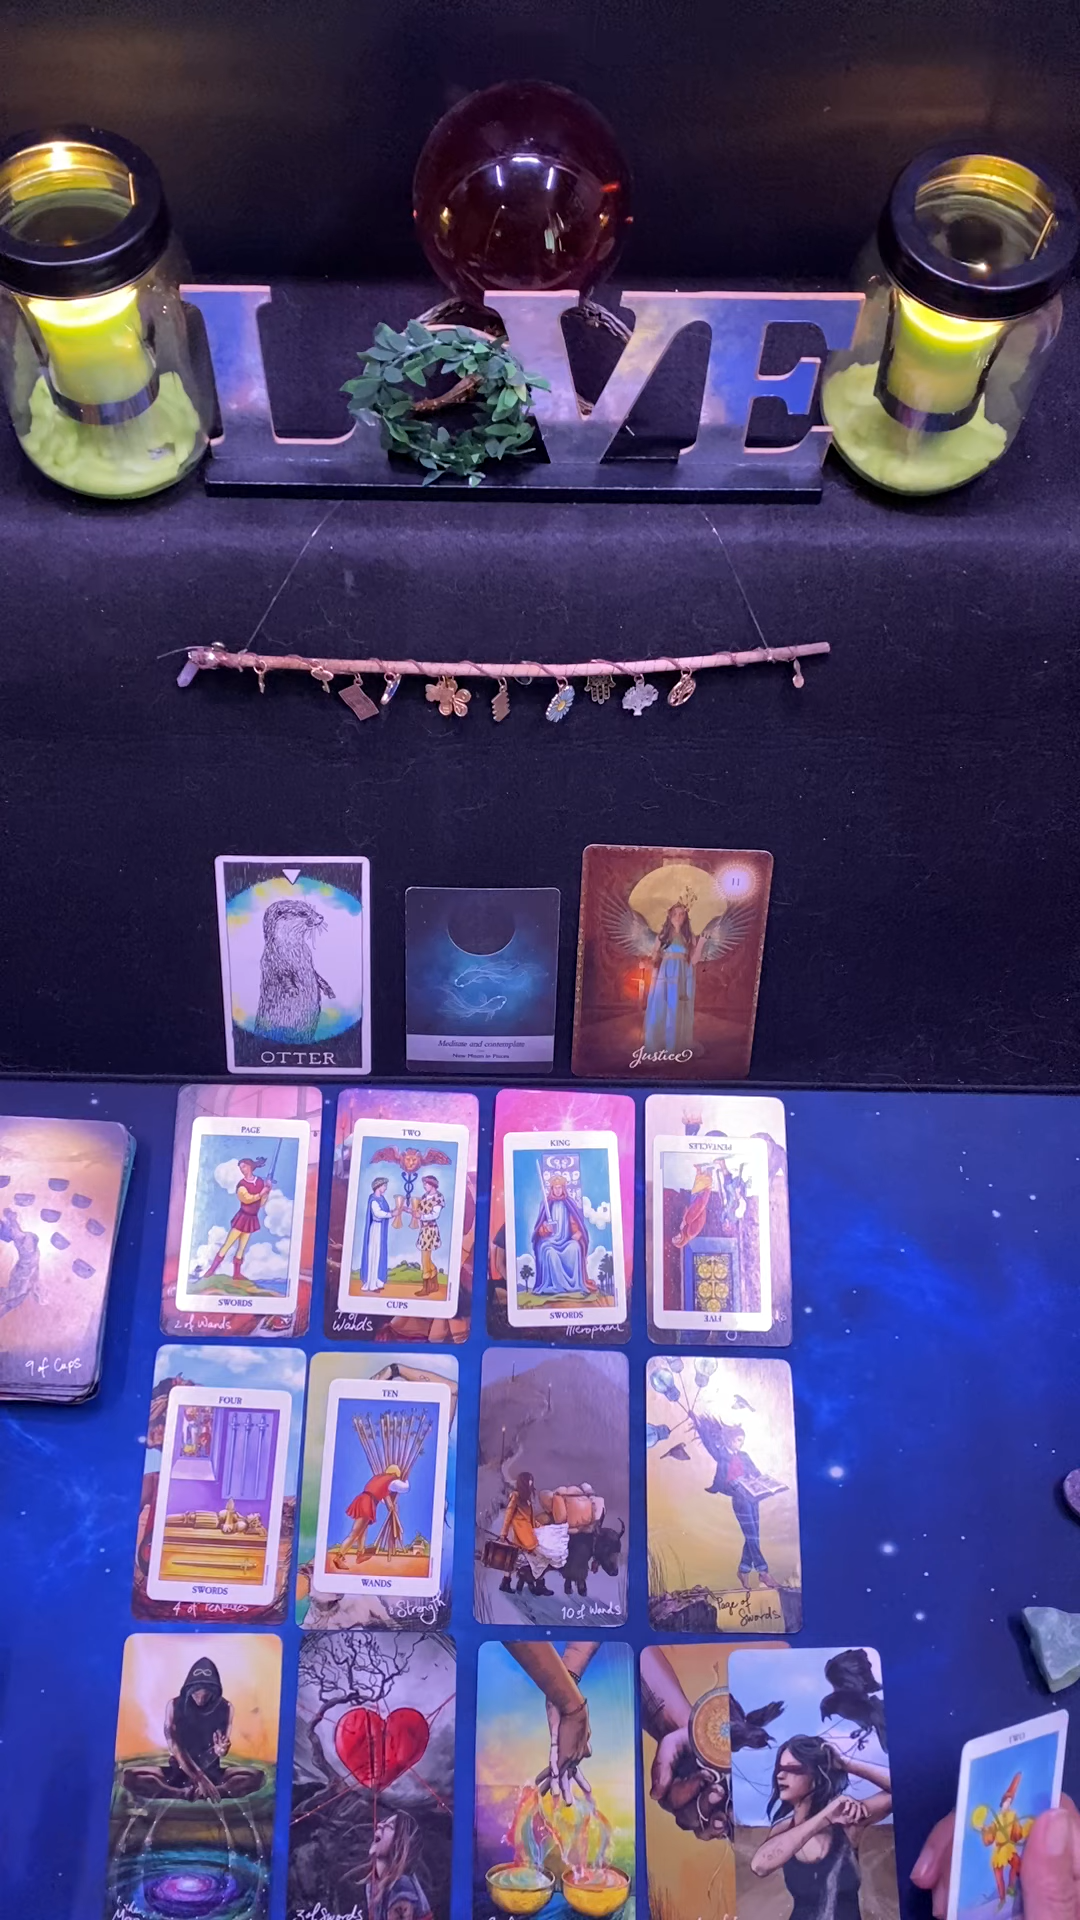 LVE
OTTER
Meditate and contemplate
New Moon in Pisces
11
Justice
9 of Cups
PAGE
SWORDS
2 of Wands
TWO
CUPS
Wands
KING
SWORDS
Hierophant
PENTACLES
FIVE
FOUR
SWORDS
4 of Pentacles
TEN
WANDS
Strength
10 of Wands
Page of
Swords
The
3 of Swords
TWO